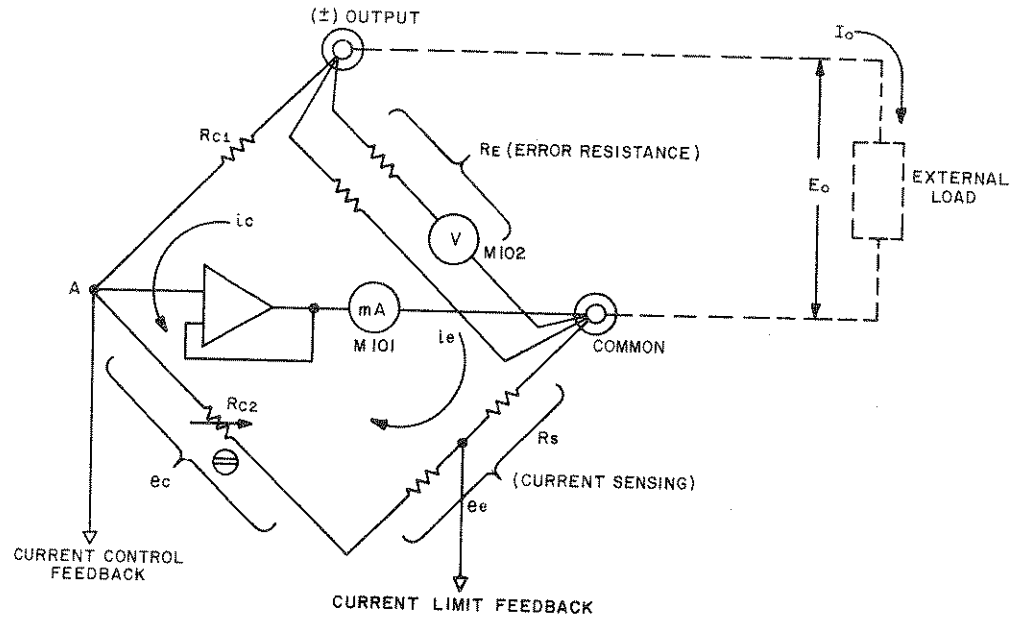 (±) OUTPUT
Io
RC1
RE (ERROR RESISTANCE)
Eo
EXTERNAL
LOAD
ic
V
M102
A
mA
M101
ie
COMMON
RC2
Rs
ec
(CURRENT SENSING)
ee
CURRENT CONTROL
FEEDBACK
CURRENT LIMIT FEEDBACK